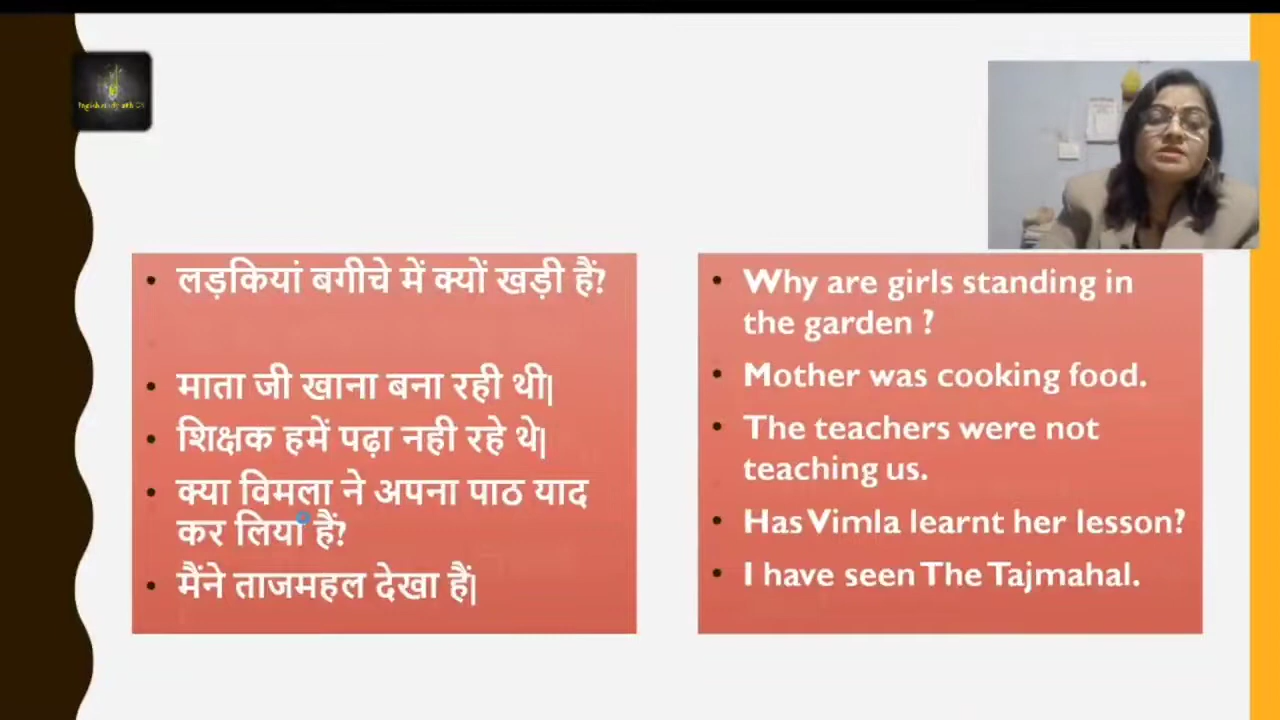 लड़कियां बगीचे में क्यों खड़ी हैं?
माता जी खाना बना रही थी|
शिक्षक हमें पढ़ा नही रहे थे|
क्या विमला ने अपना पाठ याद
कर लिया हैं?
मैंने ताजमहल देखा हैं|
Why are girls standing in
the garden ?
Mother was cooking food.
The teachers were not
teaching us.
Has Vimla learnt her lesson?
I have seen The Tajmahal.